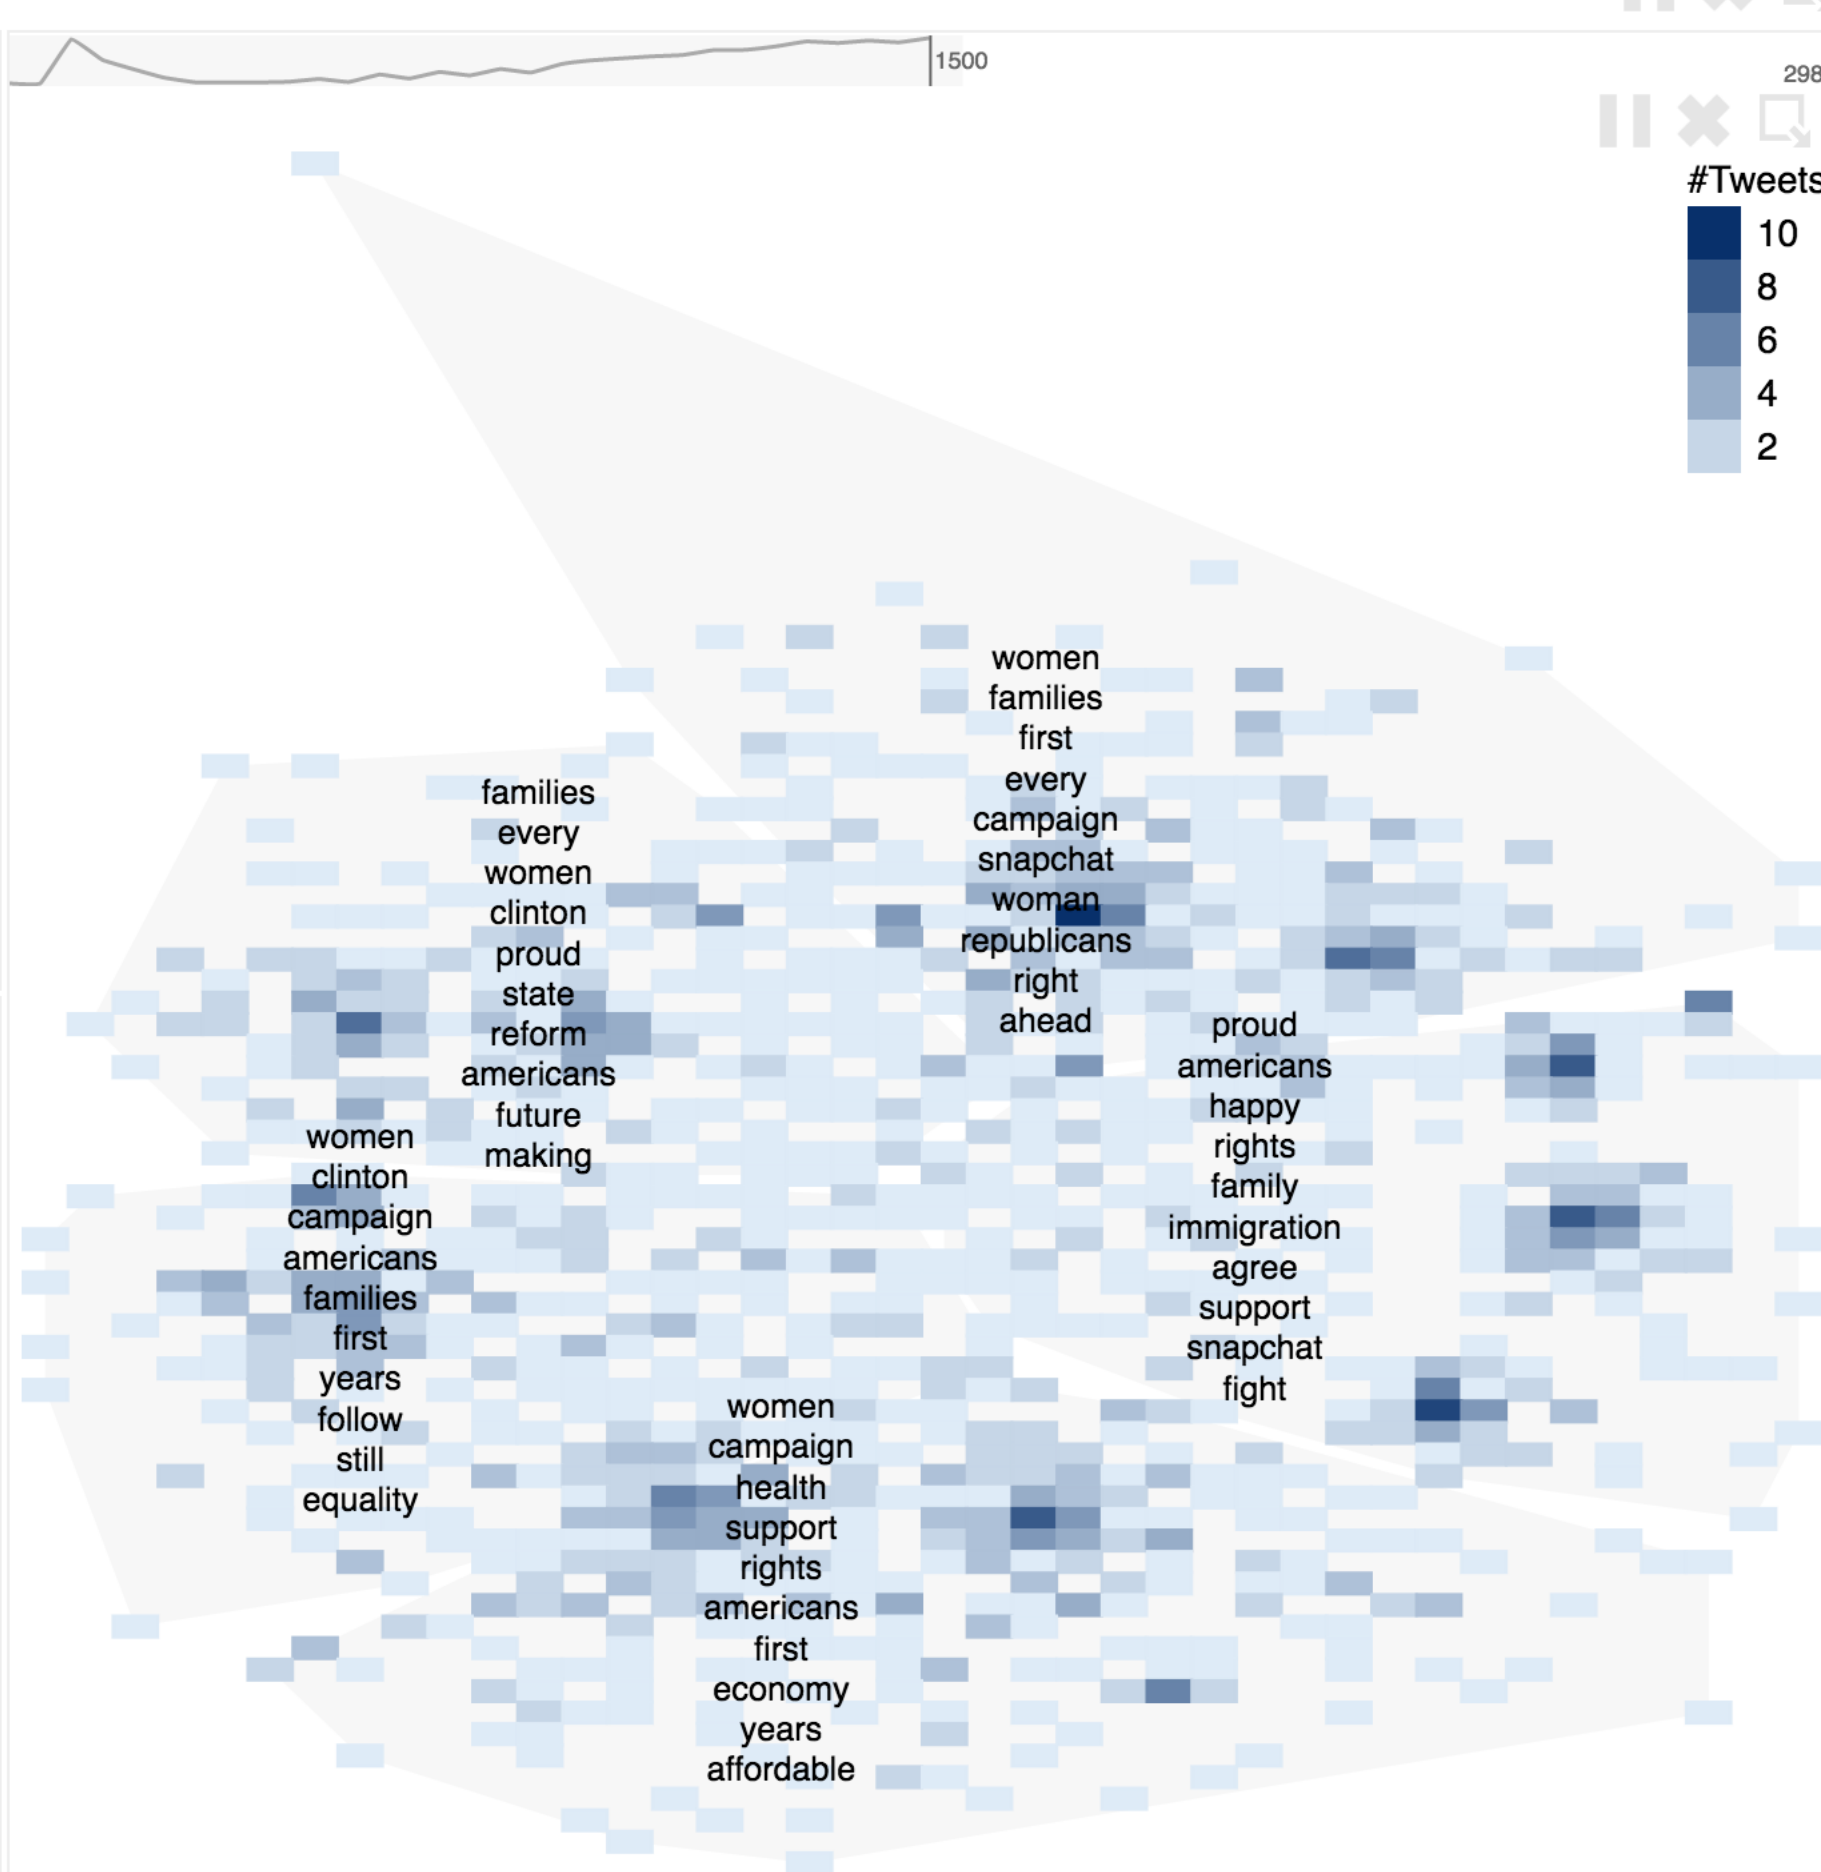 1500
298
#Tweets
10
8
6
4
2
women
families
first
every
campaign
snapchat
woman
republicans
right
ahead
families
every
women
clinton
proud
state
reform
americans
future
making
proud
americans
happy
rights
family
immigration
agree
support
snapchat
fight
women
clinton
campaign
americans
families
first
years
follow
still
equality
women
campaign
health
support
rights
americans
first
economy
years
affordable